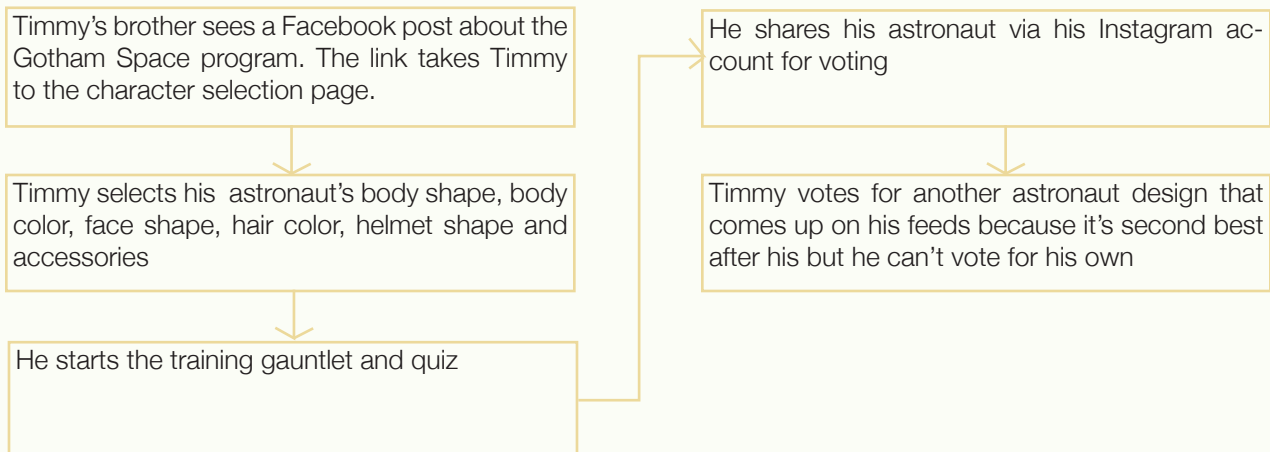 Timmy's brother sees a Facebook post about the
Gotham Space program. The link takes Timmy
to the character selection page.
Timmy selects his astronaut's body shape, body
color, face shape, hair color, helmet shape and
accessories
He starts the training gauntlet and quiz
He shares his astronaut via his Instagram ac-
count for voting
Timmy votes for another astronaut design that
comes up on his feeds because it's second best
after his but he can't vote for his own